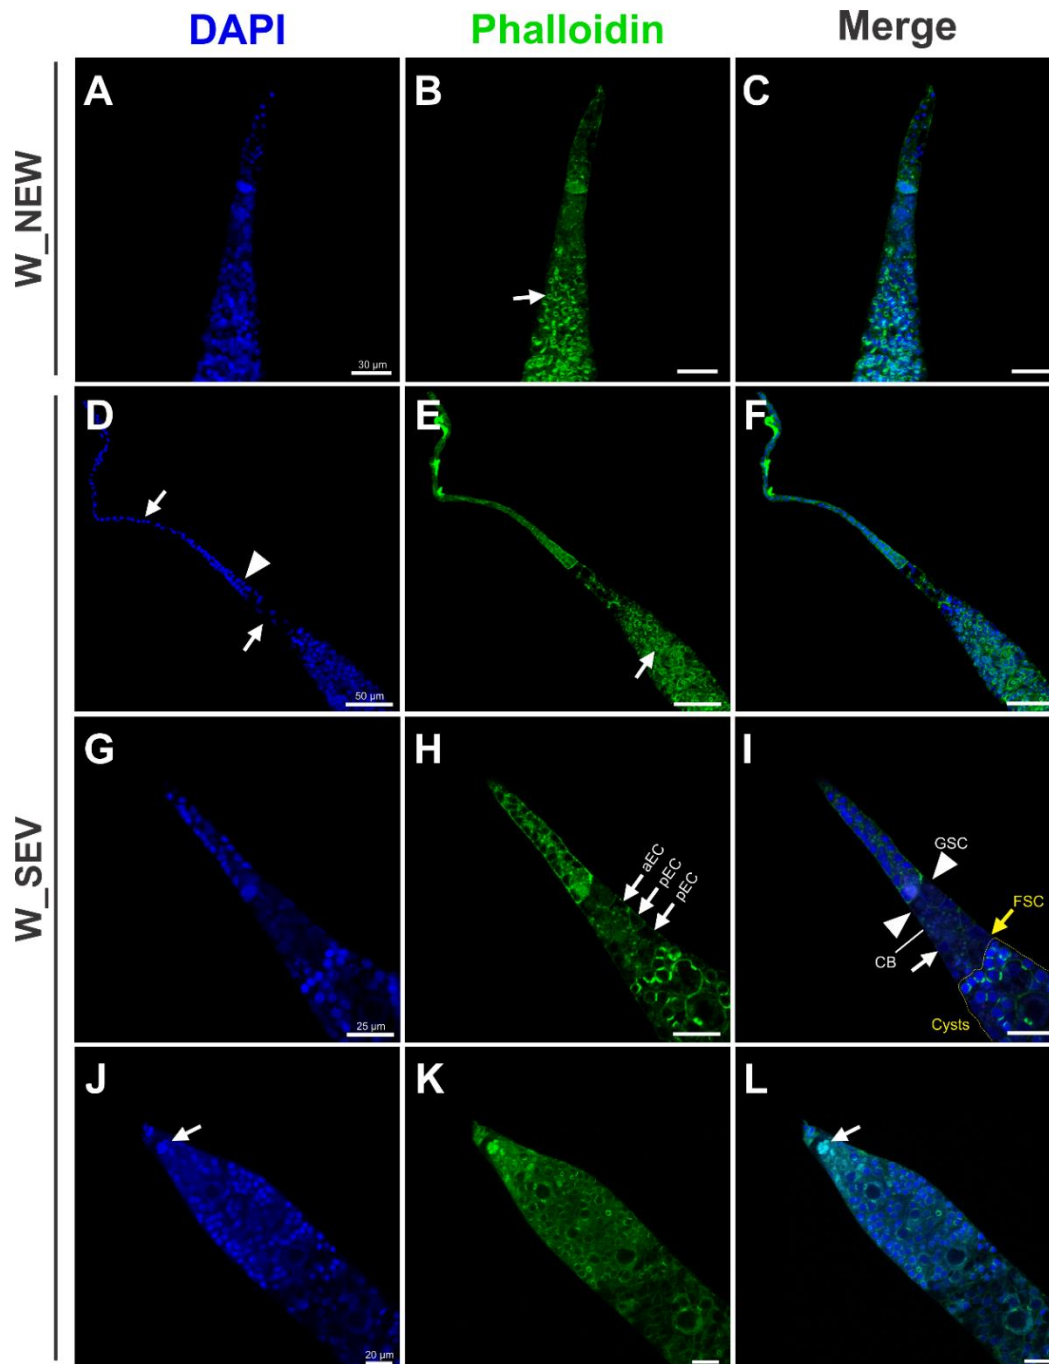 DAPI Phalloidin Merge
W_NEW
A B C
30 µm
W_SEV
D E F
50 µm
G H I
aEC
pEC
pEC
GSC
FSC
CB
Cysts
25 µm
J K L
20 µm